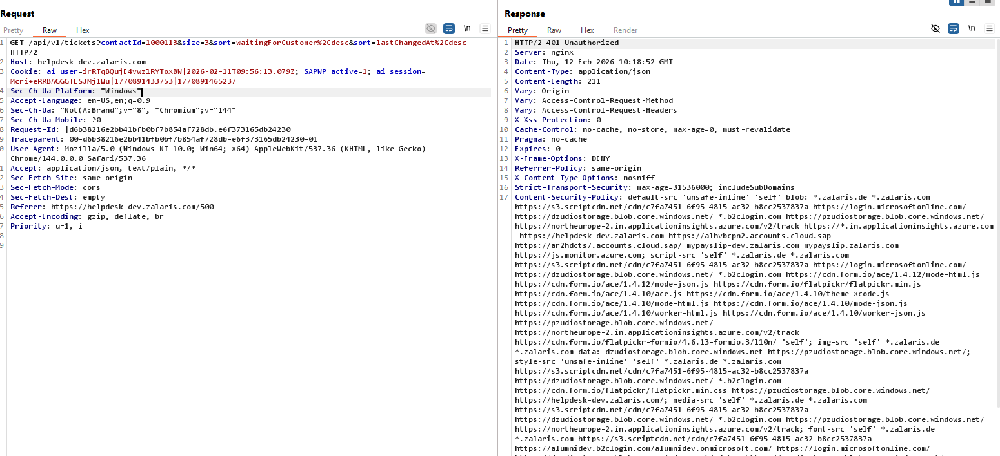 Request
Pretty Raw Hex
\n
1 GET /api/v1/tickets?contactId=1000113&size=3&sort=waitingForCustomer%2Cdesc&sort=lastChangedAt%2Cdesc
HTTP/2
2 Host: helpdesk-dev.zalaris.com
3 Cookie: ai_user=irRTqBQujE4vwzlRYToxBW|2026-02-11T09:56:13.079Z; SAPWP_active=1; ai_session=
Mcri+eRRBAGGGTESJMj1Wu|1770891433753|1770891465237
4 Sec-Ch-Ua-Platform: "Windows"
5 Accept-Language: en-US,en;q=0.9
6 Sec-Ch-Ua: "Not(A:Brand";v="8", "Chromium";v="144"
7 Sec-Ch-Ua-Mobile: ?0
8 Request-Id: |d6b38216e2bb41bfb0bf7b854af728db.e6f373165db24230
9 Traceparent: 00-d6b38216e2bb41bfb0bf7b854af728db-e6f373165db24230-01
0 User-Agent: Mozilla/5.0 (Windows NT 10.0; Win64; x64) AppleWebKit/537.36 (KHTML, like Gecko)
Chrome/144.0.0.0 Safari/537.36
1 Accept: application/json, text/plain, */*
2 Sec-Fetch-Site: same-origin
3 Sec-Fetch-Mode: cors
4 Sec-Fetch-Dest: empty
5 Referer: https://helpdesk-dev.zalaris.com/500
6 Accept-Encoding: gzip, deflate, br
7 Priority: u=1, i
8
9
Response
Pretty Raw Hex Render
\n
1 HTTP/2 401 Unauthorized
2 Server: nginx
3 Date: Thu, 12 Feb 2026 10:18:52 GMT
4 Content-Type: application/json
5 Content-Length: 211
6 Vary: Origin
7 Vary: Access-Control-Request-Method
8 Vary: Access-Control-Request-Headers
9 X-Xss-Protection: 0
10 Cache-Control: no-cache, no-store, max-age=0, must-revalidate
11 Pragma: no-cache
12 Expires: 0
13 X-Frame-Options: DENY
14 Referrer-Policy: same-origin
15 X-Content-Type-Options: nosniff
16 Strict-Transport-Security: max-age=31536000; includeSubDomains
17 Content-Security-Policy: default-src 'unsafe-inline' 'self' blob: *.zalaris.de *.zalaris.com
https://s3.scriptcdn.net/cdn/c7fa7451-6f95-4815-ac32-b8cc2537837a https://login.microsoftonline.com/
https://dzudiostorage.blob.core.windows.net/ *.b2clogin.com https://pzudiostorage.blob.core.windows.net/
https://northeurope-2.in.applicationinsights.azure.com/v2/track https://*.in.applicationinsights.azure.com
https://helpdesk-dev.zalaris.com https://alhvbcpn2.accounts.cloud.sap
https://ar2hdcts7.accounts.cloud.sap/ mypayslip-dev.zalaris.com mypayslip.zalaris.com
https://js.monitor.azure.com; script-src 'self' *.zalaris.de *.zalaris.com
https://s3.scriptcdn.net/cdn/c7fa7451-6f95-4815-ac32-b8cc2537837a https://login.microsoftonline.com/
https://dzudiostorage.blob.core.windows.net/ *.b2clogin.com https://cdn.form.io/ace/1.4.12/mode-html.js
https://cdn.form.io/ace/1.4.12/mode-json.js https://cdn.form.io/flatpickr/flatpickr.min.js
https://cdn.form.io/ace/1.4.10/ace.js https://cdn.form.io/ace/1.4.10/theme-xcode.js
https://cdn.form.io/ace/1.4.10/mode-html.js https://cdn.form.io/ace/1.4.10/mode-json.js
https://cdn.form.io/ace/1.4.10/worker-html.js https://cdn.form.io/ace/1.4.10/worker-json.js
https://pzudiostorage.blob.core.windows.net/
https://northeurope-2.in.applicationinsights.azure.com/v2/track
https://cdn.form.io/flatpickr-formio/4.6.13-formio.3/l10n/ 'self'; img-src 'self' *.zalaris.de
*.zalaris.com data: dzudiostorage.blob.core.windows.net https://pzudiostorage.blob.core.windows.net/;
style-src 'unsafe-inline' 'self' *.zalaris.de *.zalaris.com
https://s3.scriptcdn.net/cdn/c7fa7451-6f95-4815-ac32-b8cc2537837a
https://dzudiostorage.blob.core.windows.net/ *.b2clogin.com
https://cdn.form.io/flatpickr/flatpickr.min.css https://pzudiostorage.blob.core.windows.net/
https://helpdesk-dev.zalaris.com/; media-src 'self' *.zalaris.de *.zalaris.com
https://s3.scriptcdn.net/cdn/c7fa7451-6f95-4815-ac32-b8cc2537837a
https://dzudiostorage.blob.core.windows.net/ *.b2clogin.com https://pzudiostorage.blob.core.windows.net/
https://northeurope-2.in.applicationinsights.azure.com/v2/track; font-src 'self' *.zalaris.de
*.zalaris.com https://s3.scriptcdn.net/cdn/c7fa7451-6f95-4815-ac32-b8cc2537837a
https://alumnidev.b2clogin.com/alumnidev.onmicrosoft.com/ https://login.microsoftonline.com/